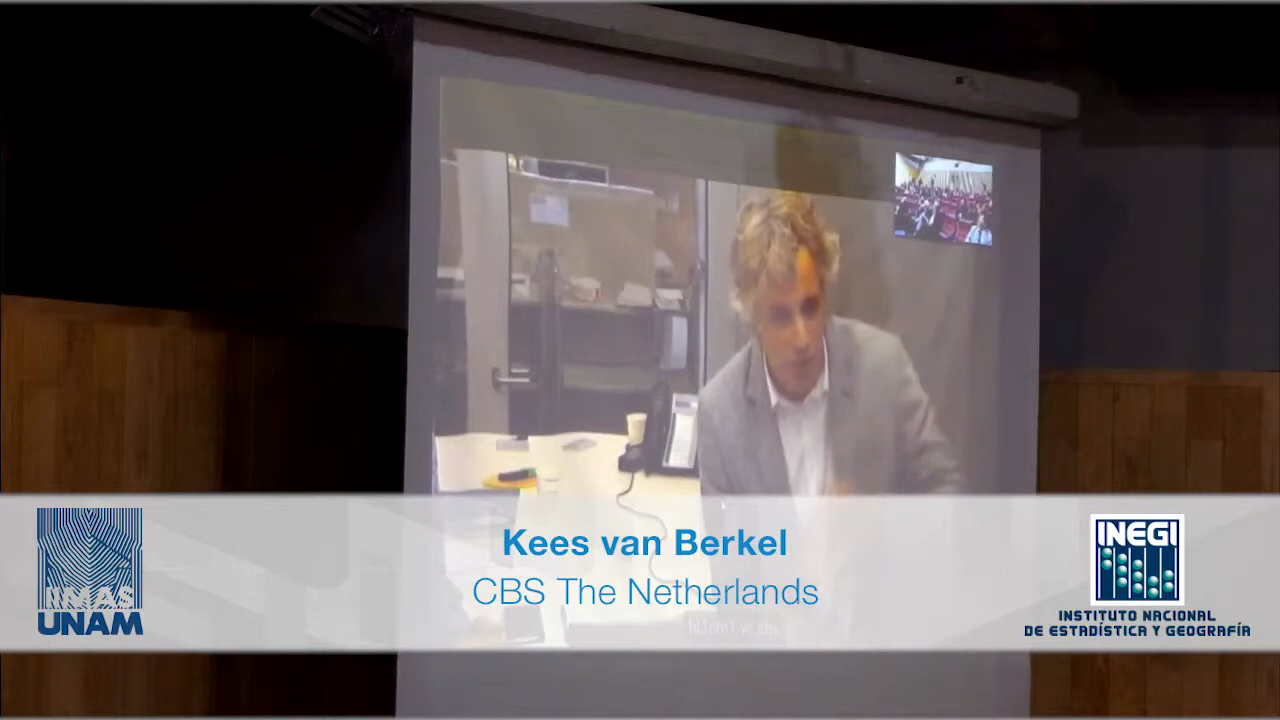 Kees van Berkel
CBS The Netherlands
IIMAS
UNAM
INEGI
INSTITUTO NACIONAL
DE ESTADÍSTICA Y GEOGRAFÍA